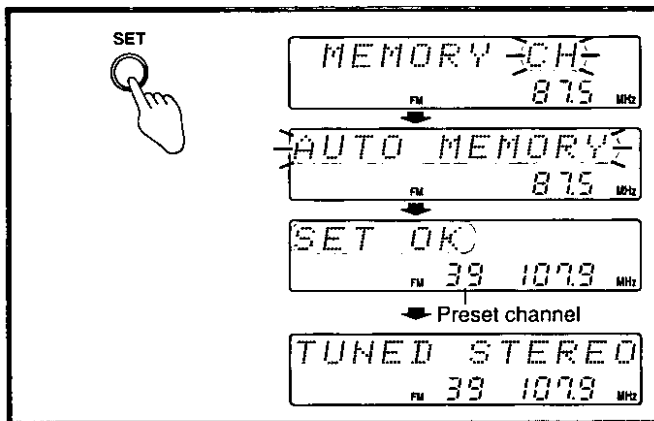 SET
MEMORY CH
FM 87.5 MHz
AUTO MEMORY
FM 87.5 MHz
SET OK
FM 39 107.9 MHz
Preset channel
TUNED STEREO
FM 39 107.9 MHz